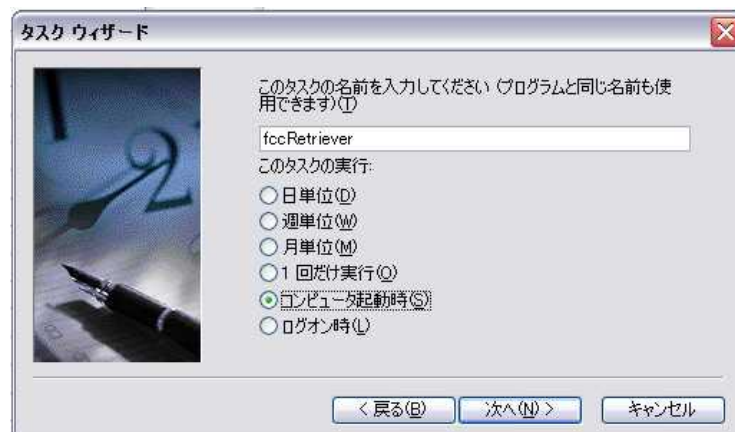 タスク ウィザード
このタスクの名前を入力してください (プログラムと同じ名前も使
用できます)(T)
fccRetriever
このタスクの実行:
日単位(D)
週単位(W)
月単位(M)
1 回だけ実行(O)
コンピュータ起動時(S)
ログオン時(L)
< 戻る(B)
次へ(N) >
キャンセル